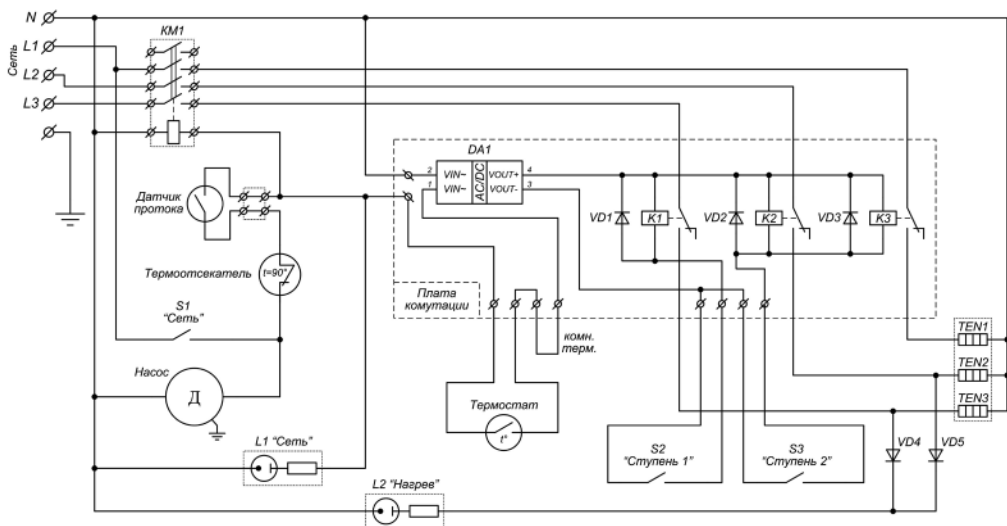 N
L1
L2
L3
Сеть
KM1
Датчик
протока
Термоотсекатель
t=90°
S1
"Сеть"
Насос
Д
L1 "Сеть"
L2 "Нагрев"
DA1
2
VIN~
1
VIN~
AC/DC
VOUT+
4
VOUT-
3
VD1
K1
VD2
K2
VD3
K3
Плата
комутации
комн.
терм.
Термостат
t°
S2
"Ступень 1"
S3
"Ступень 2"
TEN1
TEN2
TEN3
VD4
VD5